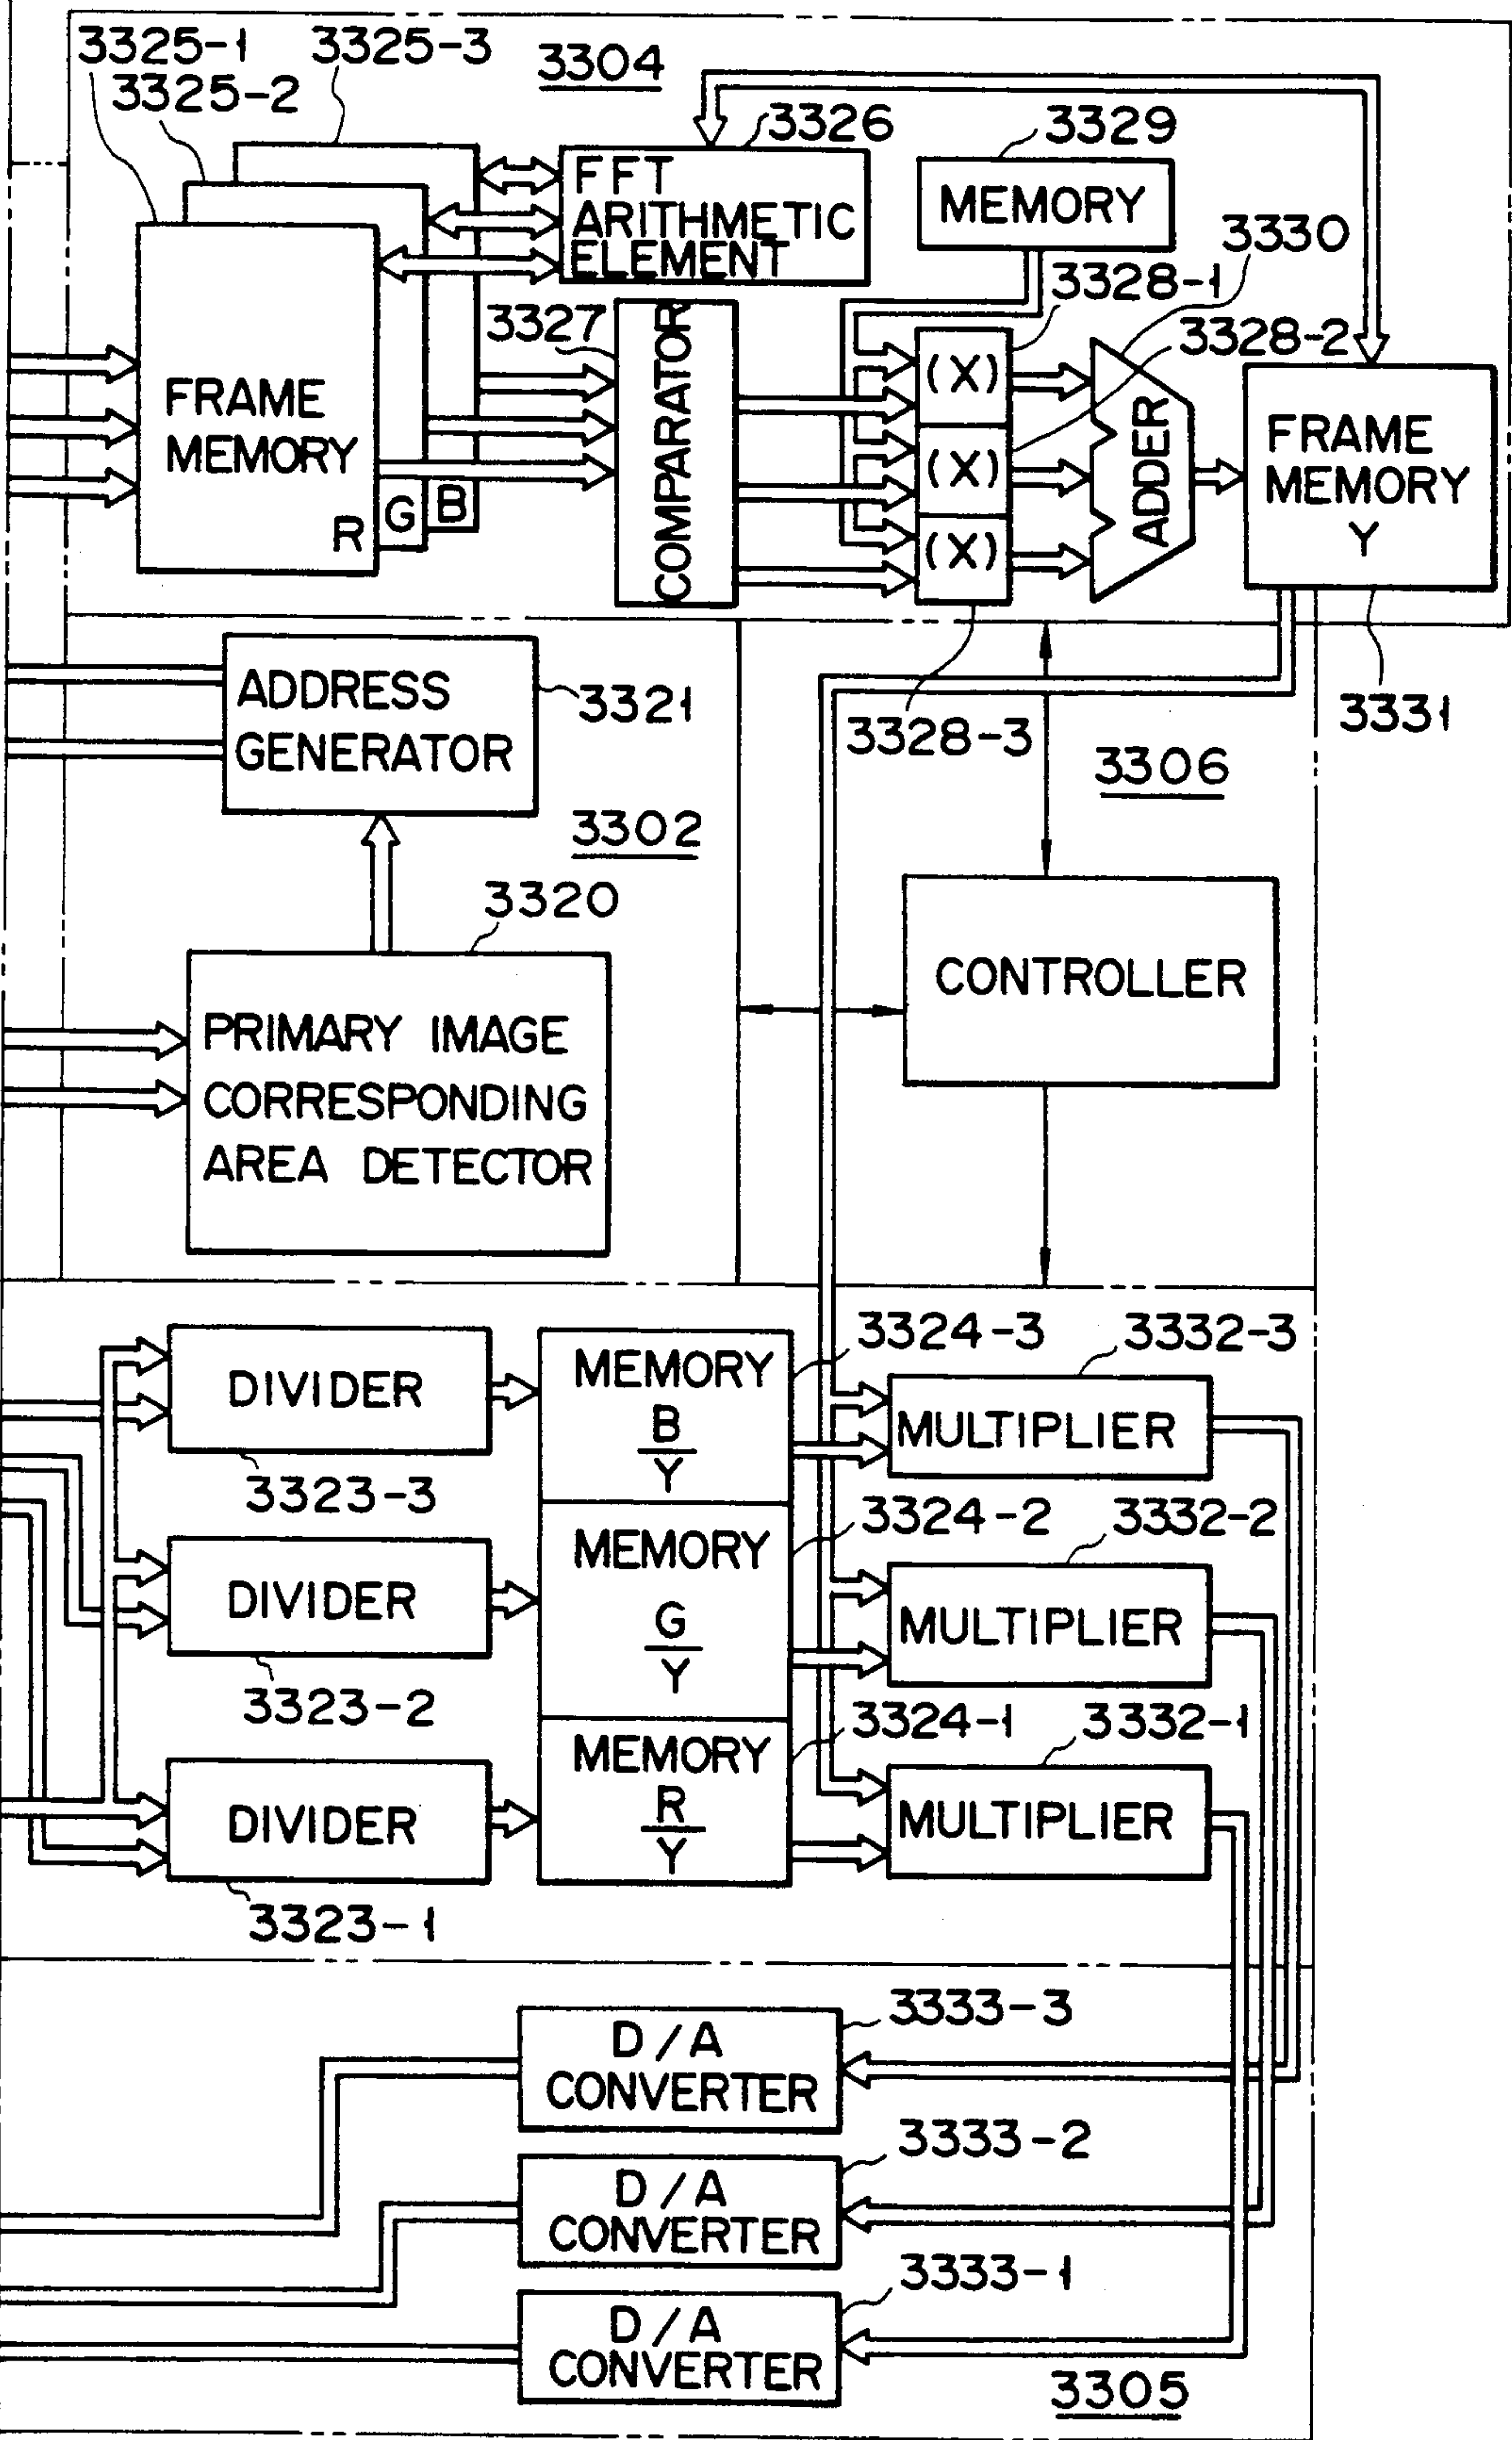 3325-1
3325-3
3304
3325-2
3326
3329
FFT
ARITHMETIC
ELEMENT
MEMORY
3330
3328-1
3327
3328-2
FRAME
MEMORY
R
G
B
COMPARATOR
(X)
(X)
(X)
ADDER
FRAME
MEMORY
Y
ADDRESS
GENERATOR
3321
3328-3
3331
3306
3302
3320
CONTROLLER
PRIMARY IMAGE
CORRESPONDING
AREA DETECTOR
3324-3
3332-3
DIVIDER
MEMORY
B
Y
MULTIPLIER
3323-3
3324-2
3332-2
DIVIDER
MEMORY
G
Y
MULTIPLIER
3323-2
3324-1
3332-1
DIVIDER
MEMORY
R
Y
MULTIPLIER
3323-1
3333-3
D/A
CONVERTER
3333-2
D/A
CONVERTER
3333-1
D/A
CONVERTER
3305